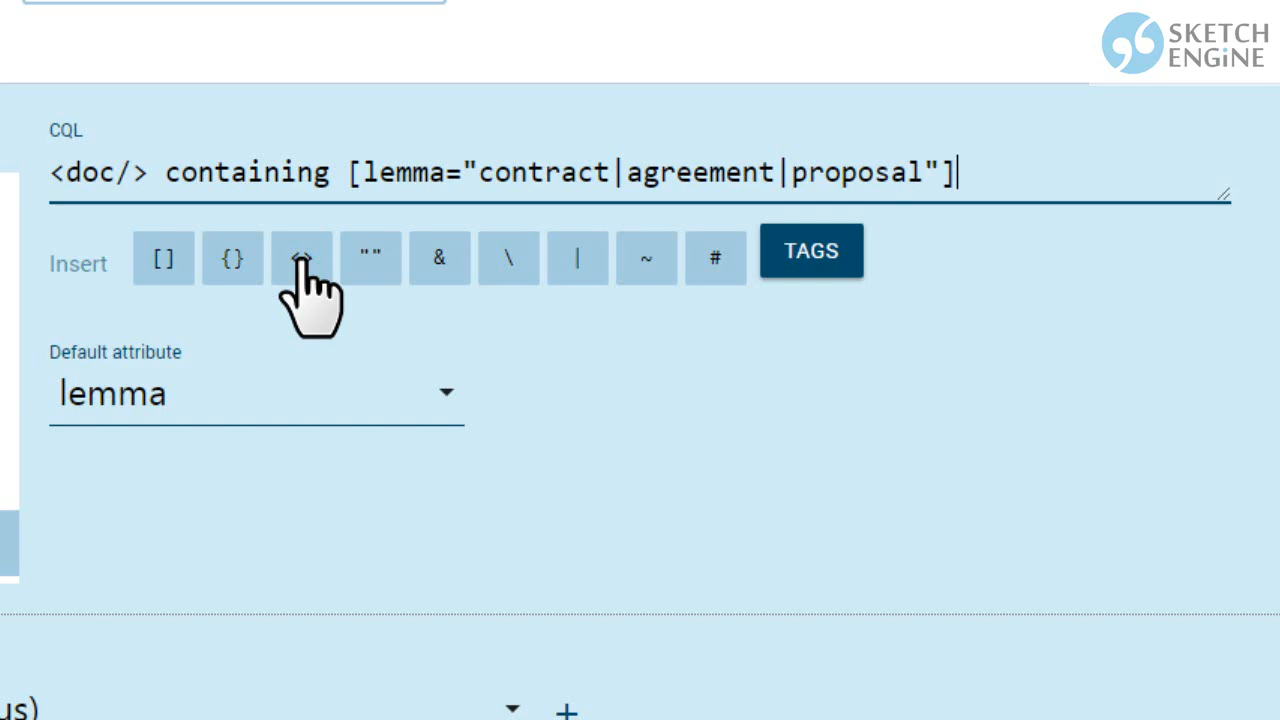 SKETCH
ENGiNE
CQL
<doc/> containing [lemma="contract|agreement|proposal"]
Insert [] {} <> "" & \ | ~ # TAGS
Default attribute
lemma
us) +